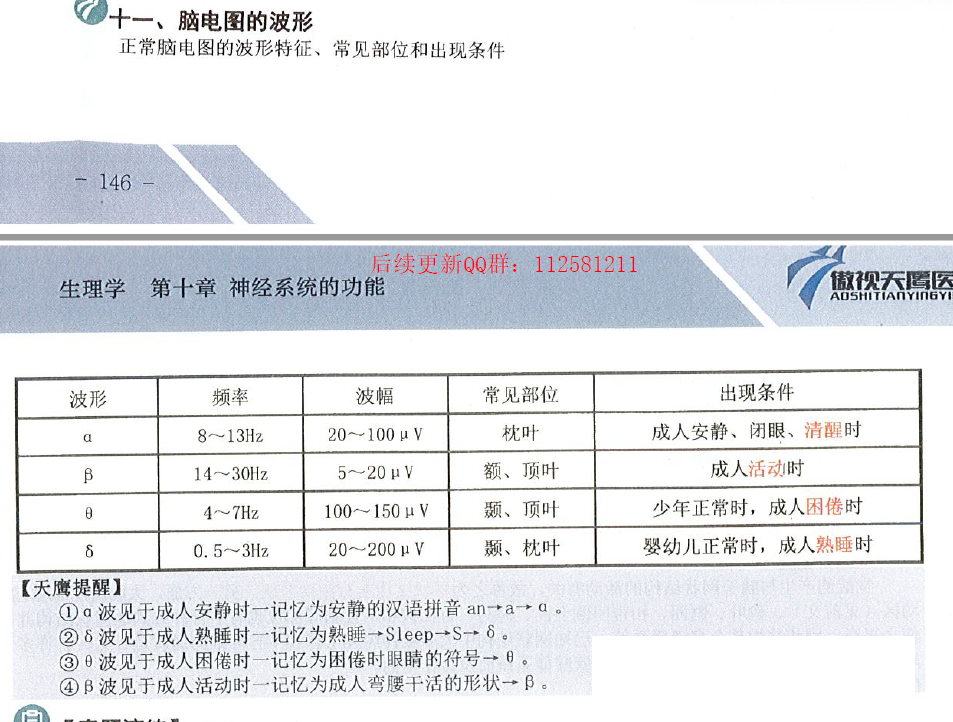 十一、脑电图的波形
正常脑电图的波形特征、常见部位和出现条件
- 146 -
后续更新QQ群：112581211
生理学 第十章 神经系统的功能
傲视天鹰医
AOSHITIANYINGYI
波形 频率 波幅 常见部位 出现条件
α 8～13Hz 20～100μV 枕叶 成人安静、闭眼、清醒时
β 14～30Hz 5～20μV 额、顶叶 成人活动时
θ 4～7Hz 100～150μV 颞、顶叶 少年正常时，成人困倦时
δ 0.5～3Hz 20～200μV 颞、枕叶 婴幼儿正常时，成人熟睡时
【天鹰提醒】
①α波见于成人安静时—记忆为安静的汉语拼音an→a→α。
②δ波见于成人熟睡时—记忆为熟睡→Sleep→S→δ。
③θ波见于成人困倦时—记忆为困倦时眼睛的符号→θ。
④β波见于成人活动时—记忆为成人弯腰干活的形状→β。